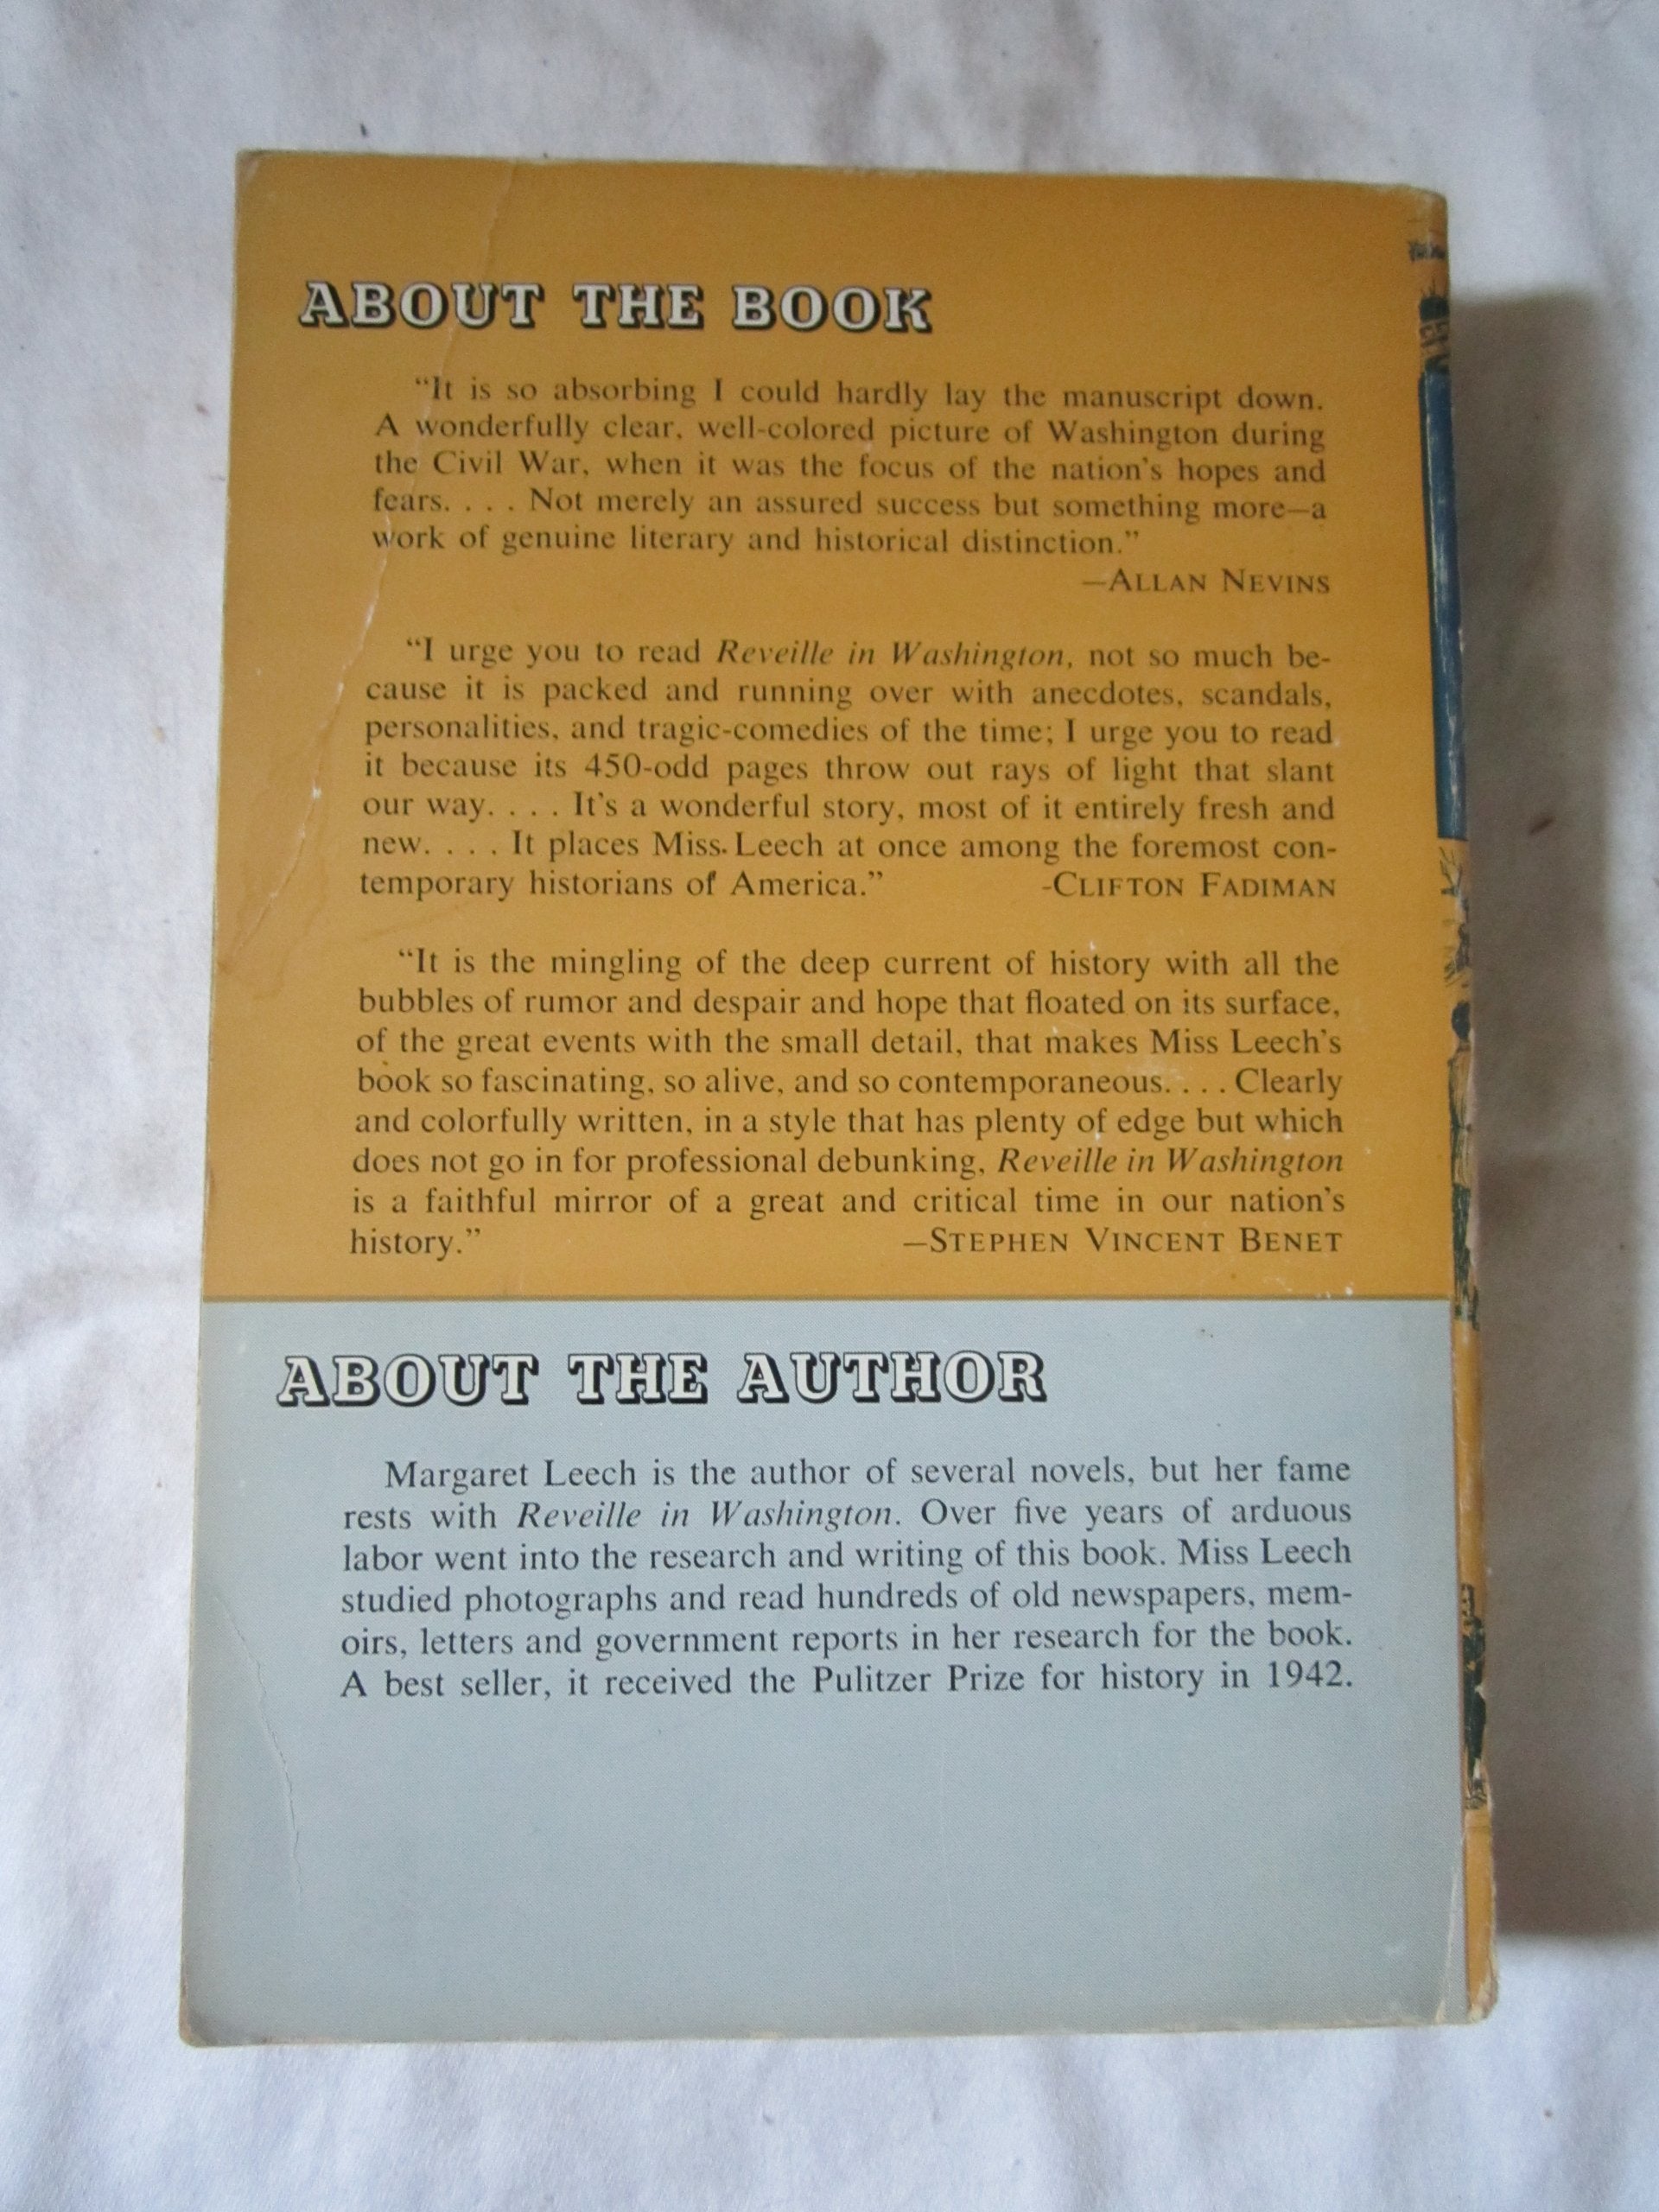 ABOUT THE BOOK
“It is so absorbing I could hardly lay the manuscript down.
A wonderfully clear, well-colored picture of Washington during
the Civil War, when it was the focus of the nation’s hopes and
fears. . . . Not merely an assured success but something more—a
work of genuine literary and historical distinction.”
—ALLAN NEVINS
“I urge you to read Reveille in Washington, not so much be-
cause it is packed and running over with anecdotes, scandals,
personalities, and tragic-comedies of the time; I urge you to read
it because its 450-odd pages throw out rays of light that slant
our way. . . . It’s a wonderful story, most of it entirely fresh and
new. . . . It places Miss. Leech at once among the foremost con-
temporary historians of America.” -CLIFTON FADIMAN
“It is the mingling of the deep current of history with all the
bubbles of rumor and despair and hope that floated on its surface,
of the great events with the small detail, that makes Miss Leech’s
book so fascinating, so alive, and so contemporaneous. . . . Clearly
and colorfully written, in a style that has plenty of edge but which
does not go in for professional debunking, Reveille in Washington
is a faithful mirror of a great and critical time in our nation’s
history.” —STEPHEN VINCENT BENET
ABOUT THE AUTHOR
Margaret Leech is the author of several novels, but her fame
rests with Reveille in Washington. Over five years of arduous
labor went into the research and writing of this book. Miss Leech
studied photographs and read hundreds of old newspapers, mem-
oirs, letters and government reports in her research for the book.
A best seller, it received the Pulitzer Prize for history in 1942.